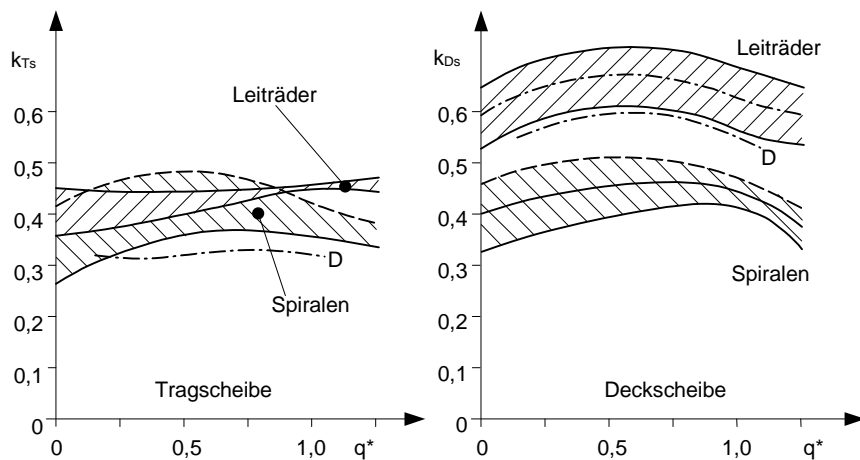 kTs
Leiträder
0,6
0,5
0,4
0,3
0,2
0,1
0
D
Spiralen
Tragscheibe
0
0,5
1,0
q*
kDs
Leiträder
0,6
0,5
0,4
0,3
0,2
0,1
0
D
Spiralen
Deckscheibe
0
0,5
1,0
q*